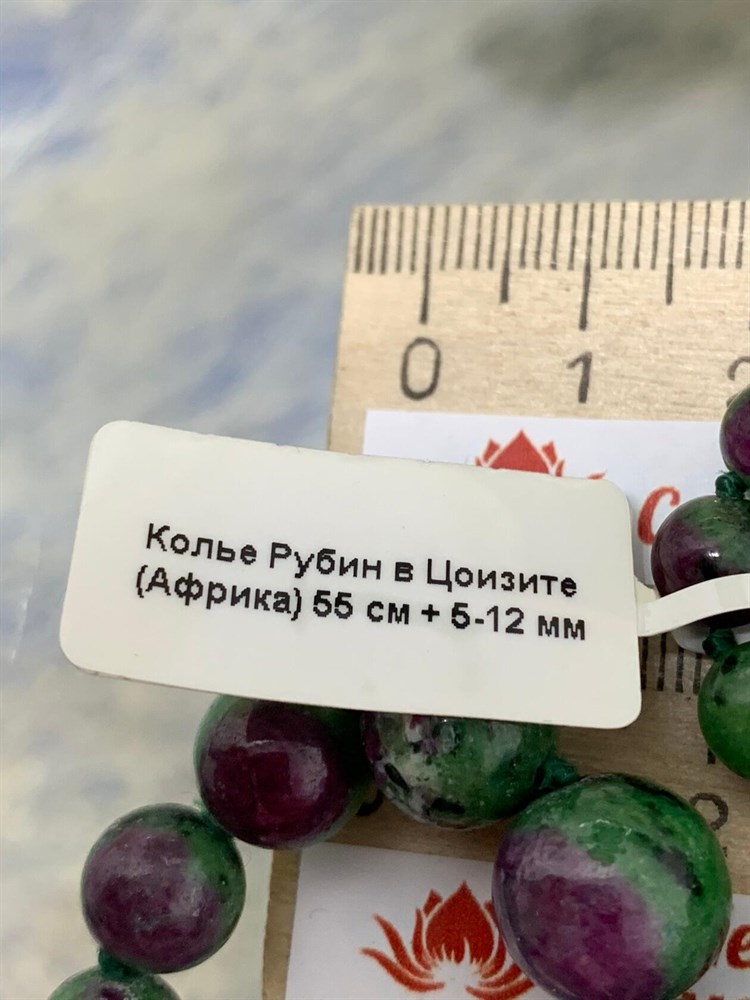 0 1
Колье Рубин в Цоизите
(Африка) 55 см + 5-12 мм